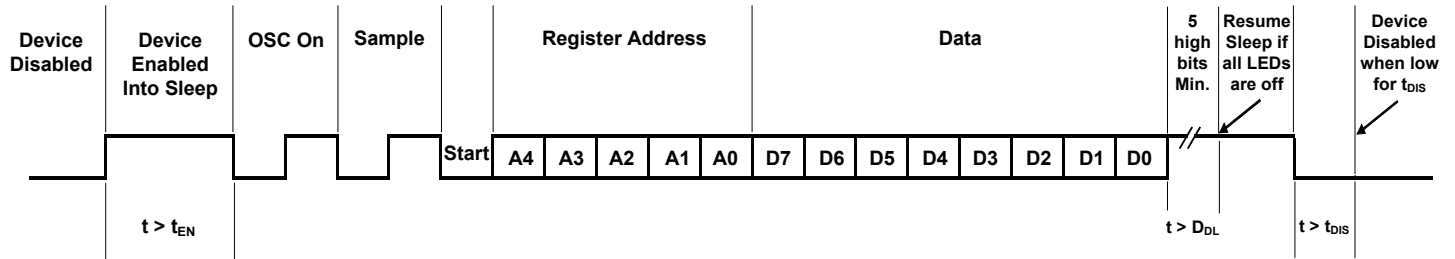 Device
Disabled
Device
Enabled
Into Sleep
OSC On
Sample
Register Address
Data
5
high
bits
Min.
Resume
Sleep if
all LEDs
are off
Device
Disabled
when low
for tDIS
Start A4 A3 A2 A1 A0 D7 D6 D5 D4 D3 D2 D1 D0
t > tEN
t > DDL
t > tDIS